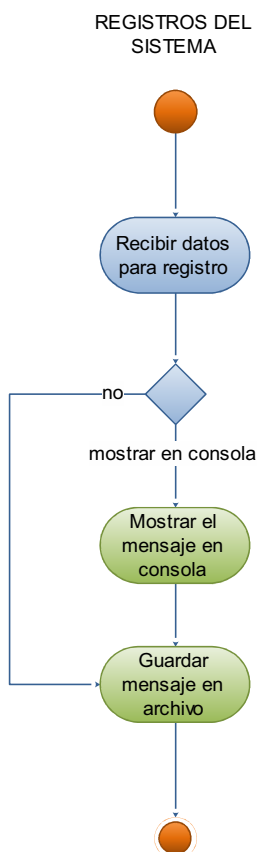 REGISTROS DEL
SISTEMA
Recibir datos
para registro
no
mostrar en consola
Mostrar el
mensaje en
consola
Guardar
mensaje en
archivo